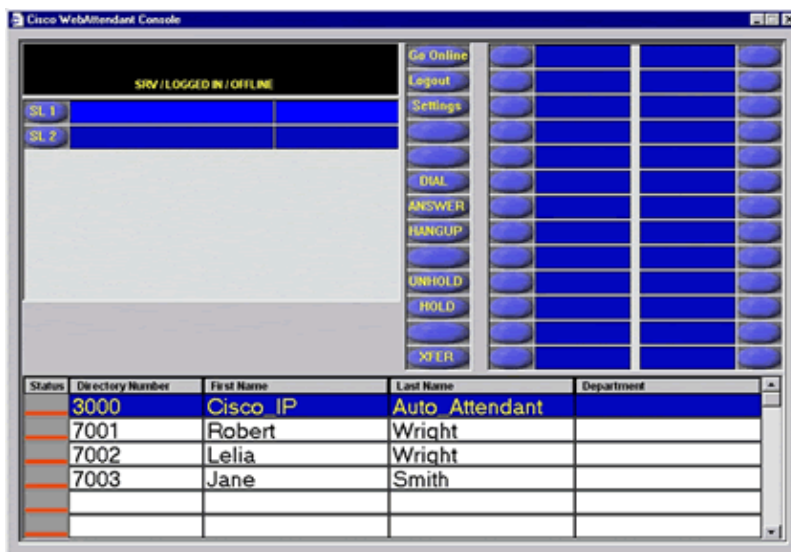 Cisco WebAttendant Console
SRV / LOGGED IN / OFFLINE
SL 1
SL 2
Go Online
Logout
Settings
DIAL
ANSWER
HANGUP
UNHOLD
HOLD
XFER
Status Directory Number First Name Last Name Department
3000 Cisco_IP Auto_Attendant
7001 Robert Wright
7002 Lelia Wright
7003 Jane Smith